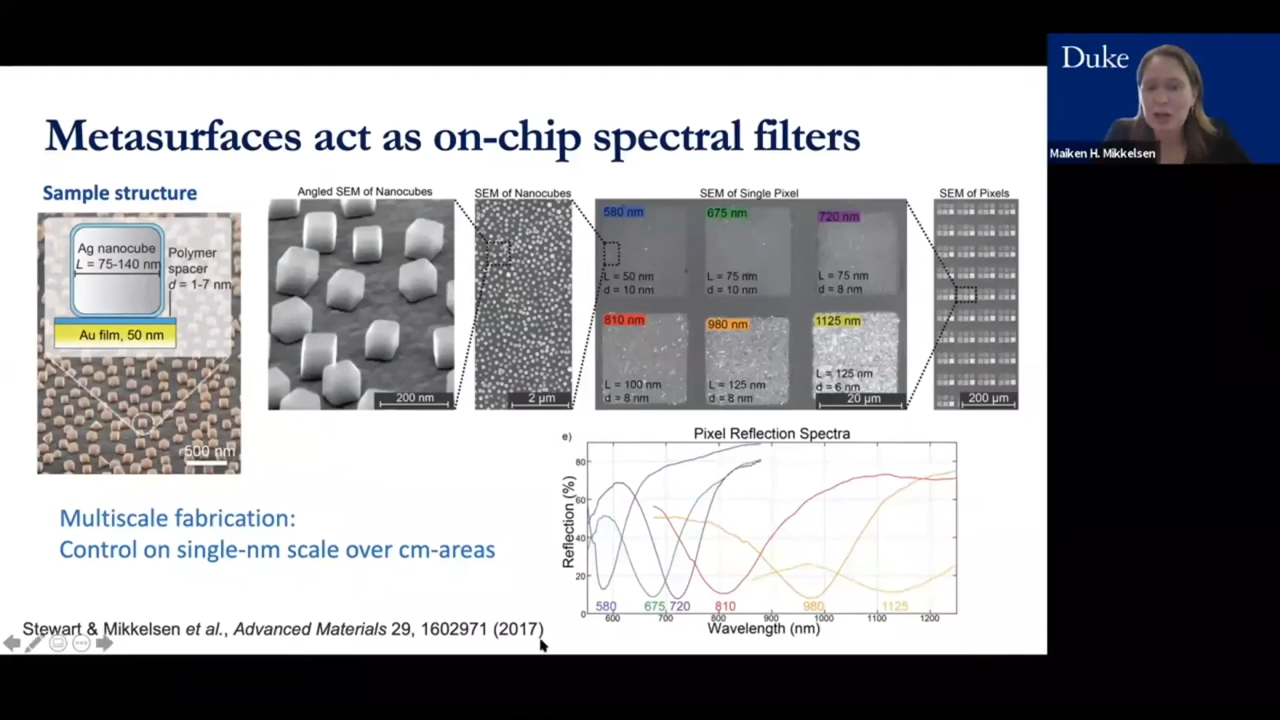 Duke
Maiken H. Mikkelsen
Metasurfaces act as on-chip spectral filters
Sample structure
Ag nanocube
L = 75-140 nm
Polymer
spacer
d = 1-7 nm
Au film, 50 nm
500 nm
Angled SEM of Nanocubes
200 nm
SEM of Nanocubes
2 µm
SEM of Single Pixel
580 nm
L = 50 nm
d = 10 nm
675 nm
L = 75 nm
d = 10 nm
720 nm
L = 75 nm
d = 8 nm
810 nm
L = 100 nm
d = 8 nm
980 nm
L = 125 nm
d = 8 nm
1125 nm
L = 125 nm
d = 6 nm
20 µm
SEM of Pixels
200 µm
Multiscale fabrication:
Control on single-nm scale over cm-areas
e)
Pixel Reflection Spectra
Reflection (%)
80
60
40
20
0
580 675 720 810 980 1125
600 700 800 900 1000 1100 1200
Wavelength (nm)
Stewart & Mikkelsen et al., Advanced Materials 29, 1602971 (2017)